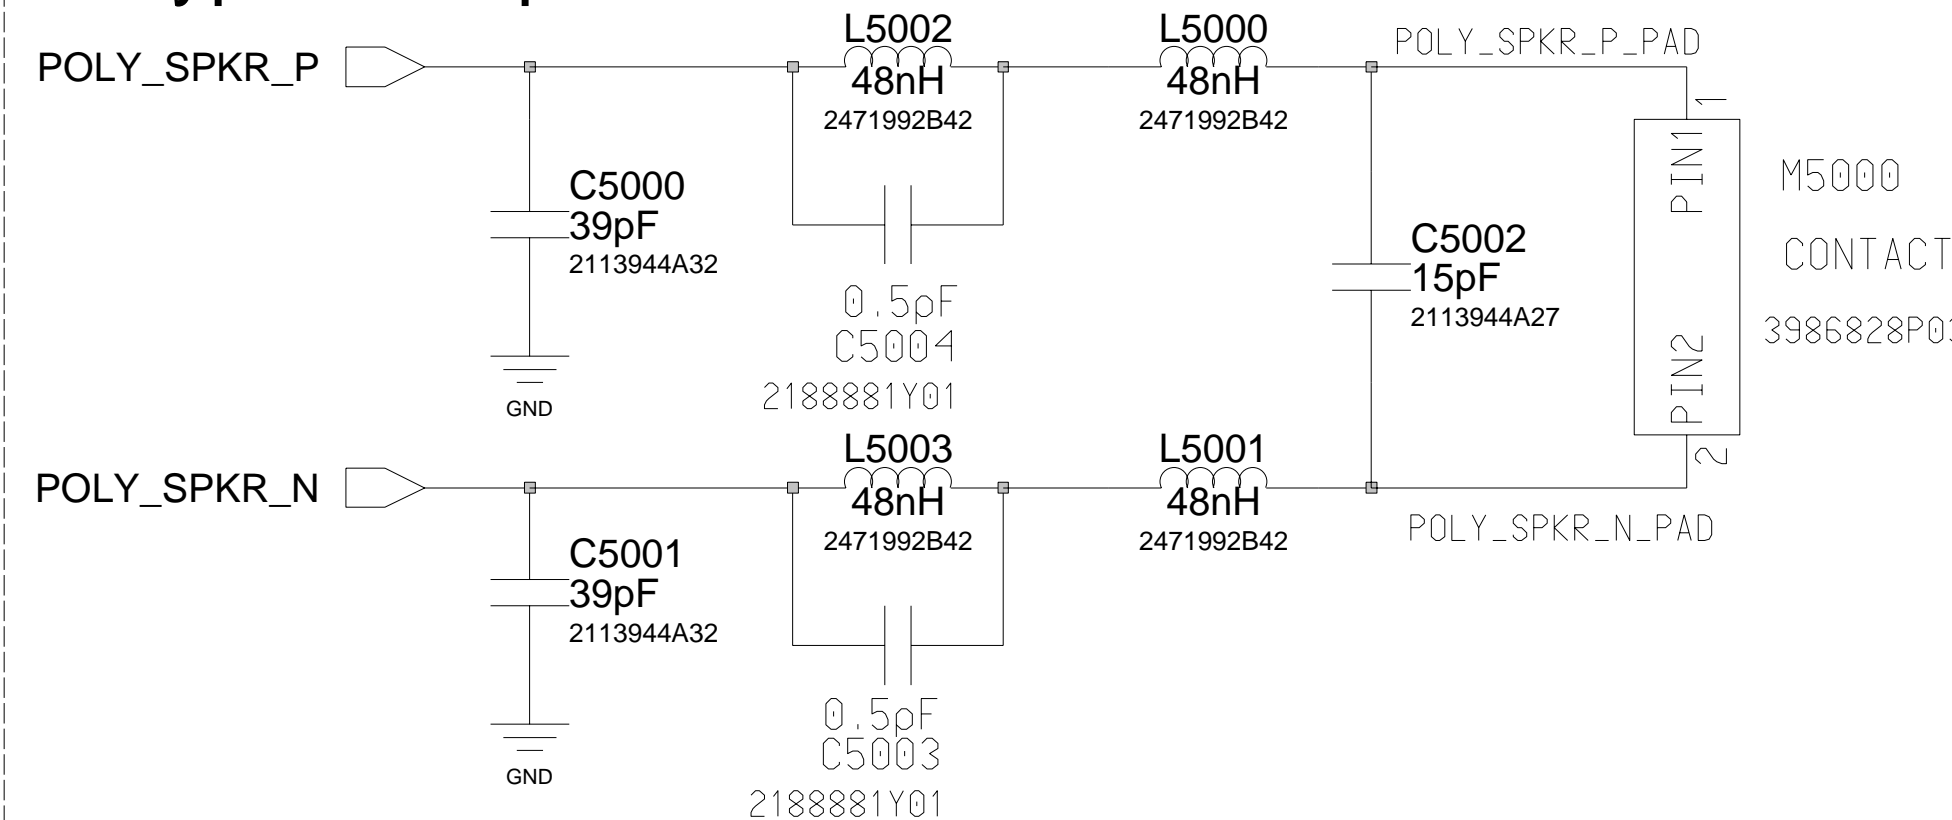 POLY_SPKR_P
L5002
48nH
2471992B42
L5000
48nH
2471992B42
POLY_SPKR_P_PAD
1
PIN1
PIN2
2
M5000
CONTACT
C5000
39pF
2113944A32
GND
0.5pF
C5004
2188881Y01
C5002
15pF
2113944A27
POLY_SPKR_N
L5003
48nH
2471992B42
L5001
48nH
2471992B42
POLY_SPKR_N_PAD
C5001
39pF
2113944A32
GND
0.5pF
C5003
2188881Y01